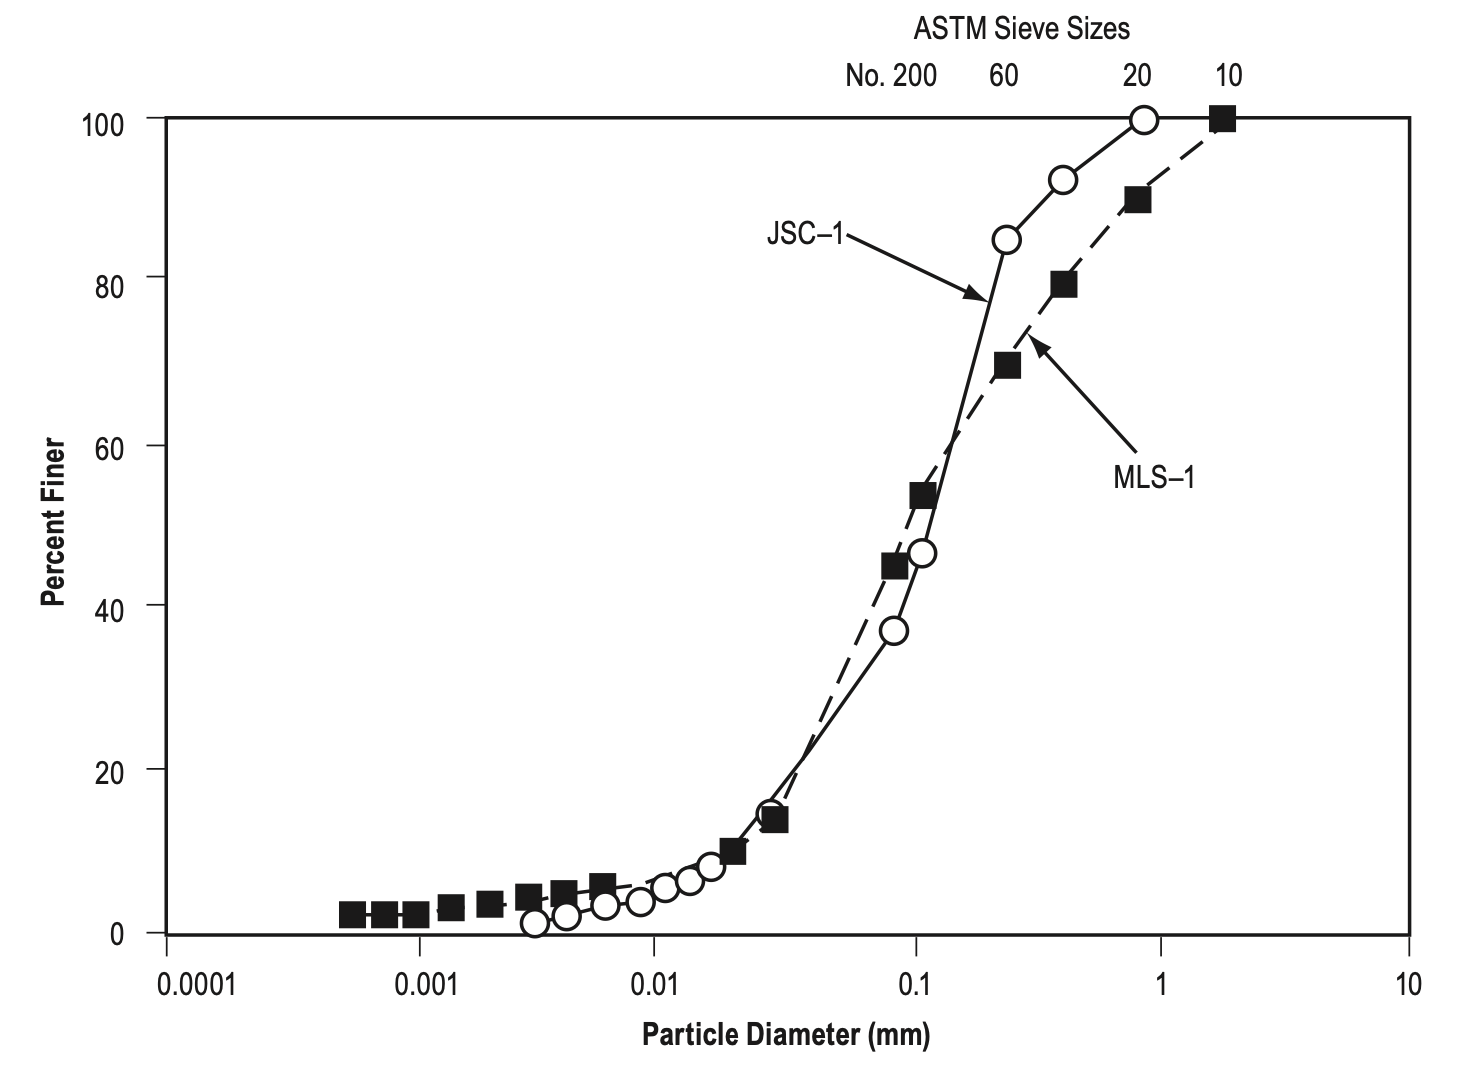 ASTM Sieve Sizes
No. 200 60 20 10
100
JSC–1
80
60
MLS–1
Percent Finer
40
20
0
0.0001 0.001 0.01 0.1 1 10
Particle Diameter (mm)